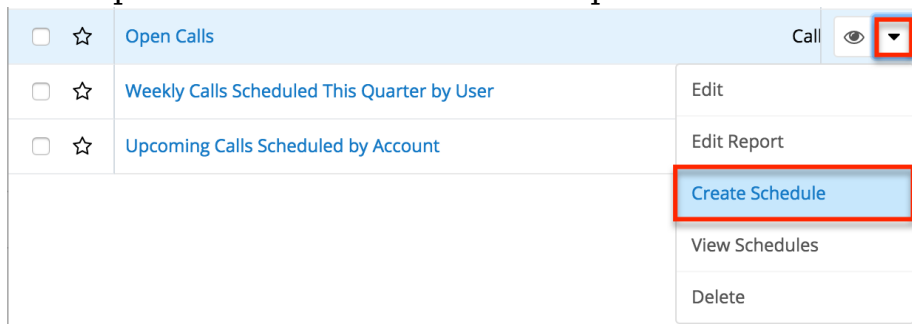 Open Calls Call
Weekly Calls Scheduled This Quarter by User
Edit
Upcoming Calls Scheduled by Account
Edit Report
Create Schedule
View Schedules
Delete